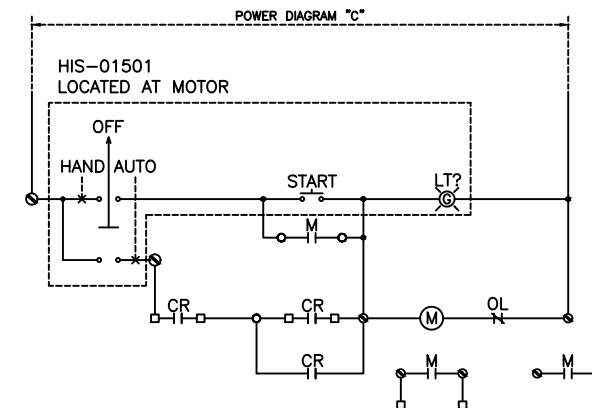 POWER DIAGRAM "C"
HIS-01501
LOCATED AT MOTOR
OFF
HAND AUTO
START
LT?
G
M
CR
CR
M
OL
CR
M
M